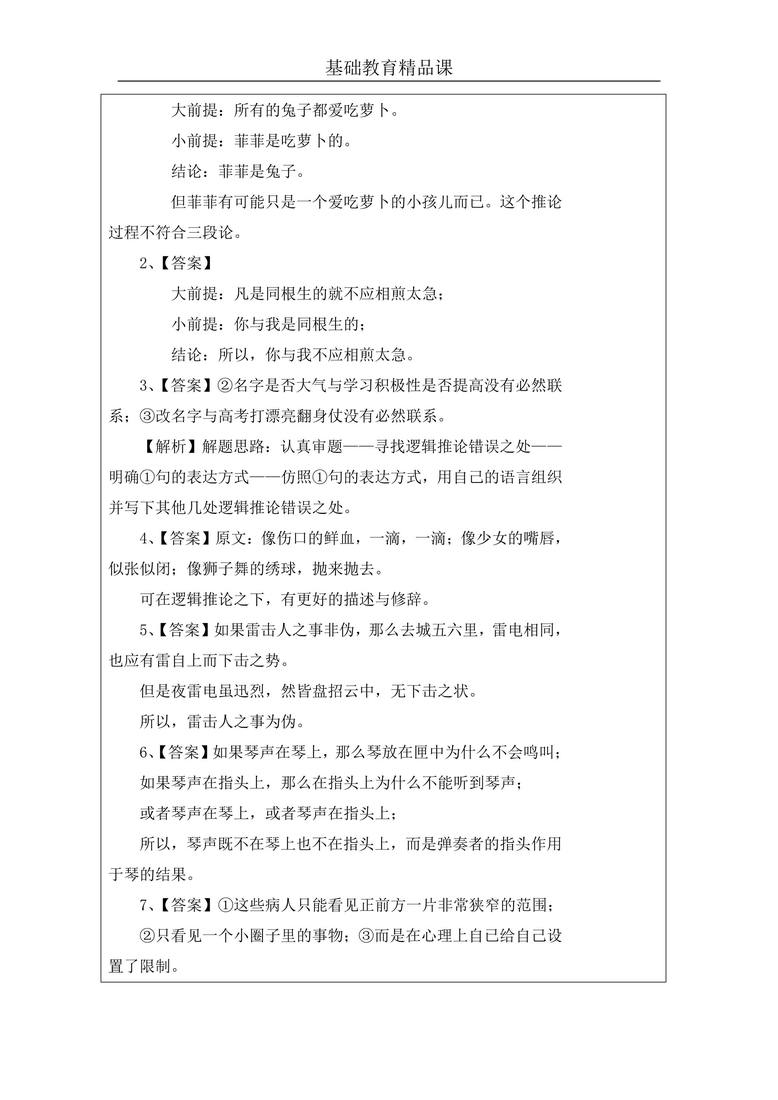 基础教育精品课
大前提：所有的兔子都爱吃萝卜。
小前提：菲菲是吃萝卜的。
结论：菲菲是兔子。
但菲菲有可能只是一个爱吃萝卜的小孩儿而已。这个推论
过程不符合三段论。
2、【答案】
大前提：凡是同根生的就不应相煎太急；
小前提：你与我是同根生的；
结论：所以，你与我不应相煎太急。
3、【答案】②名字是否大气与学习积极性是否提高没有必然联
系；③改名字与高考打漂亮翻身仗没有必然联系。
【解析】解题思路：认真审题——寻找逻辑推论错误之处——
明确①句的表达方式——仿照①句的表达方式，用自己的语言组织
并写下其他几处逻辑推论错误之处。
4、【答案】原文：像伤口的鲜血，一滴，一滴；像少女的嘴唇，
似张似闭；像狮子舞的绣球，抛来抛去。
可在逻辑推论之下，有更好的描述与修辞。
5、【答案】如果雷击人之事非伪，那么去城五六里，雷电相同，
也应有雷自上而下击之势。
但是夜雷电虽迅烈，然皆盘招云中，无下击之状。
所以，雷击人之事为伪。
6、【答案】如果琴声在琴上，那么琴放在匣中为什么不会鸣叫；
如果琴声在指头上，那么在指头上为什么不能听到琴声；
或者琴声在琴上，或者琴声在指头上；
所以，琴声既不在琴上也不在指头上，而是弹奏者的指头作用
于琴的结果。
7、【答案】①这些病人只能看见正前方一片非常狭窄的范围；
②只看见一个小圈子里的事物；③而是在心理上自已给自己设
置了限制。